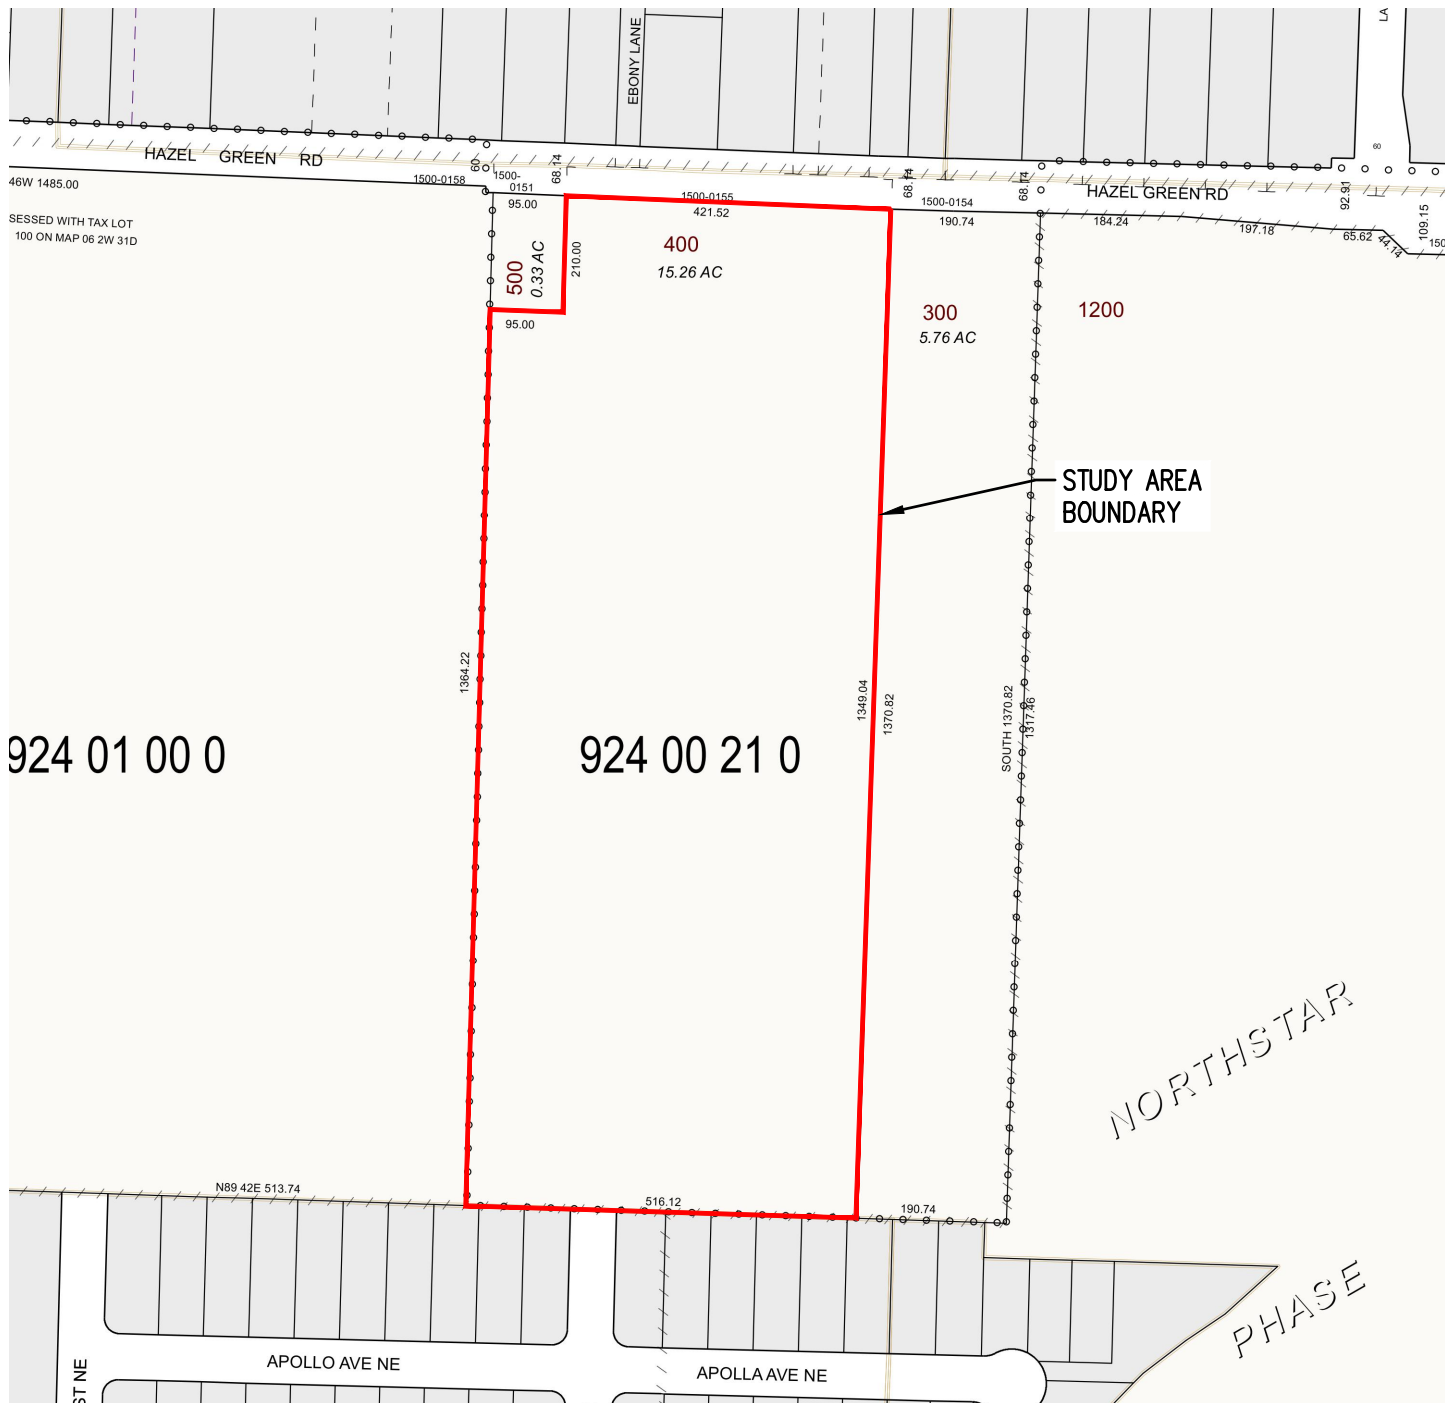 EBONY LANE
LA
60
HAZEL GREEN RD
60
1500-
0151
68.14
68.14
68.14
HAZEL GREEN RD
92.91
46W 1485.00
1500-0158
95.00
1500-0155
421.52
1500-0154
190.74
184.24
197.18
65.62
44.14
109.15
150
SESSED WITH TAX LOT
100 ON MAP 06 2W 31D
500
0.33 AC
210.00
400
15.26 AC
95.00
300
5.76 AC
1200
STUDY AREA
BOUNDARY
1364.22
1349.04
1370.82
SOUTH 1370.82
1317.46
924 01 00 0
924 00 21 0
NORTHSTAR
N89 42E 513.74
516.12
190.74
PHASE
APOLLO AVE NE
APOLLA AVE NE
ST NE